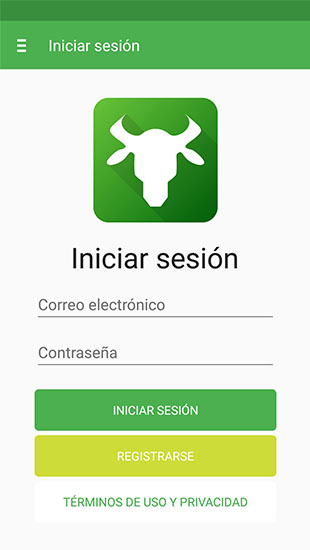 Iniciar sesión
Iniciar sesión
Correo electrónico
Contraseña
INICIAR SESIÓN
REGISTRARSE
TÉRMINOS DE USO Y PRIVACIDAD